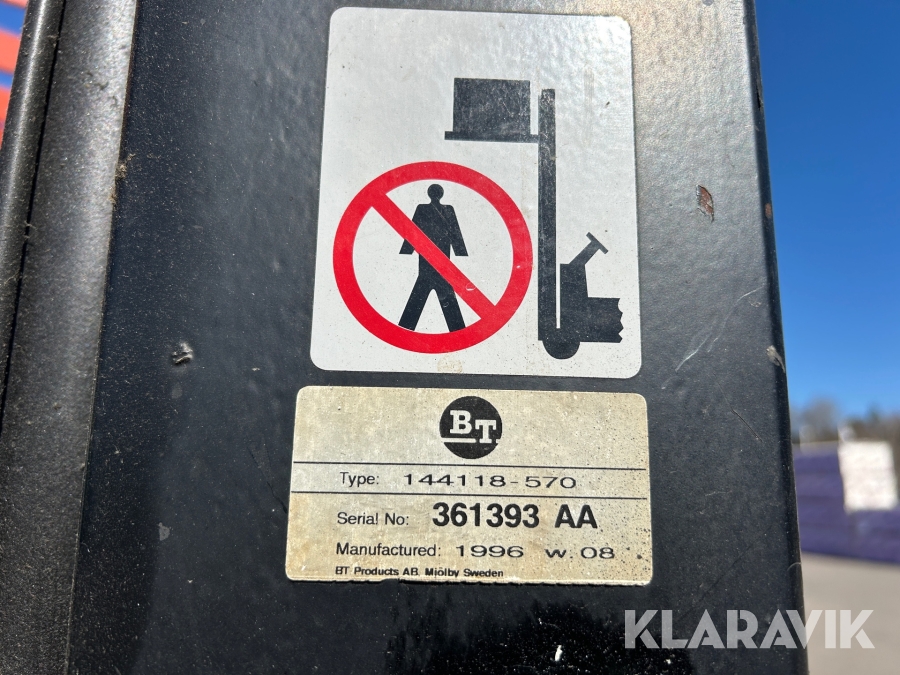 BT
Type: 144118-570
Serial No: 361393 AA
Manufactured: 1996 w 08
BT Products AB. Mjölby Sweden
KLARAVIK